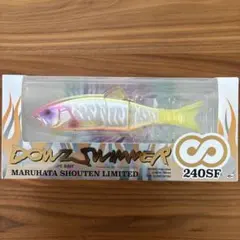 DOWZ SWIMMER
MARUHATA SHOUTEN LIMITED
240SF